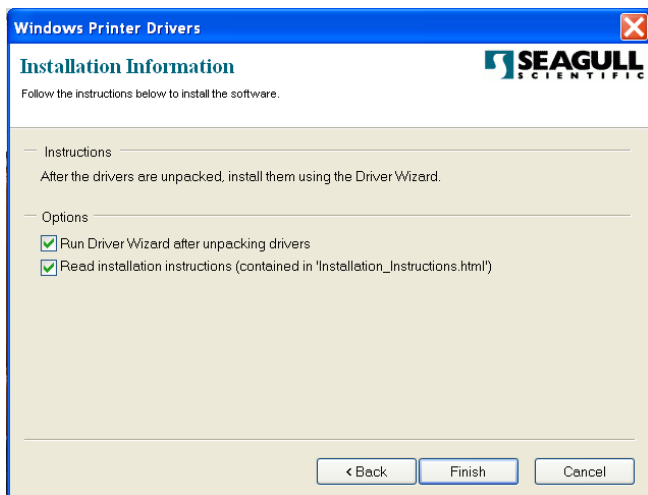 Windows Printer Drivers
Installation Information
SEAGULL
SCIENTIFIC
Follow the instructions below to install the software.
Instructions
After the drivers are unpacked, install them using the Driver Wizard.
Options
Run Driver Wizard after unpacking drivers
Read installation instructions (contained in 'Installation_Instructions.html')
< Back
Finish
Cancel